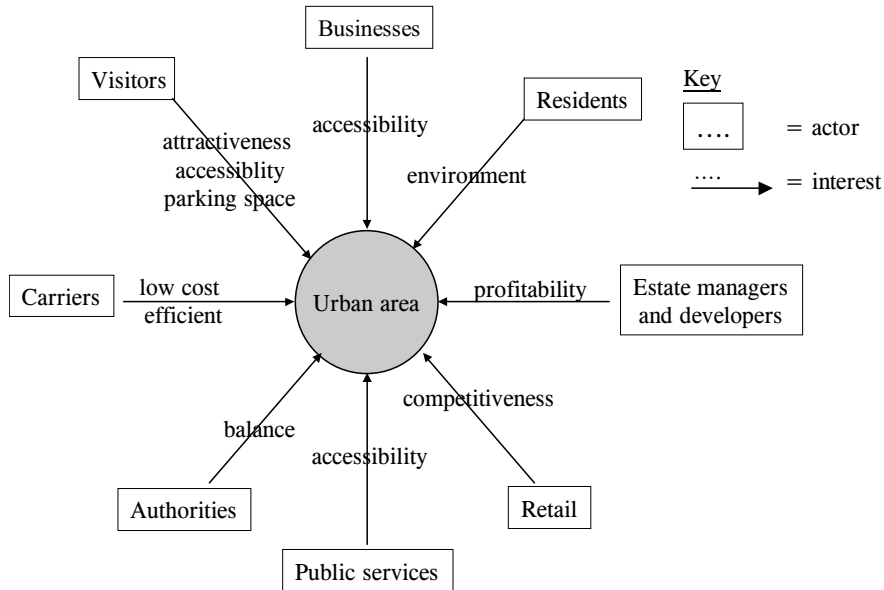 Businesses
Visitors
Key
Residents
....
= actor
accessibility
attractiveness
accessiblity
parking space
environment
....
= interest
Carriers
low cost
efficient
Urban area
profitability
Estate managers
and developers
competitiveness
balance
accessibility
Authorities
Retail
Public services